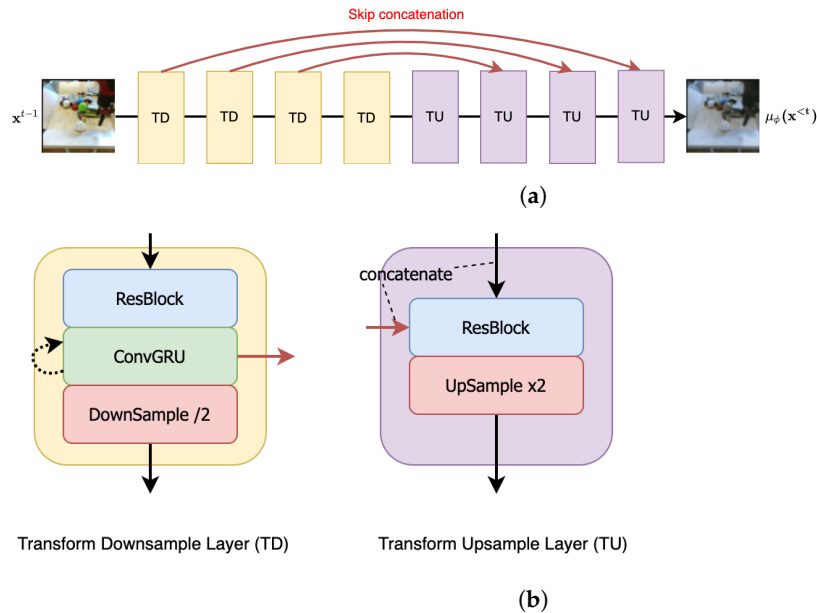 Skip concatenation
x^{t-1} TD TD TD TD TU TU TU TU μ_ϕ(x^{<t})
(a)
concatenate
ResBlock ResBlock
ConvGRU
UpSample x2
DownSample /2
Transform Downsample Layer (TD) Transform Upsample Layer (TU)
(b)